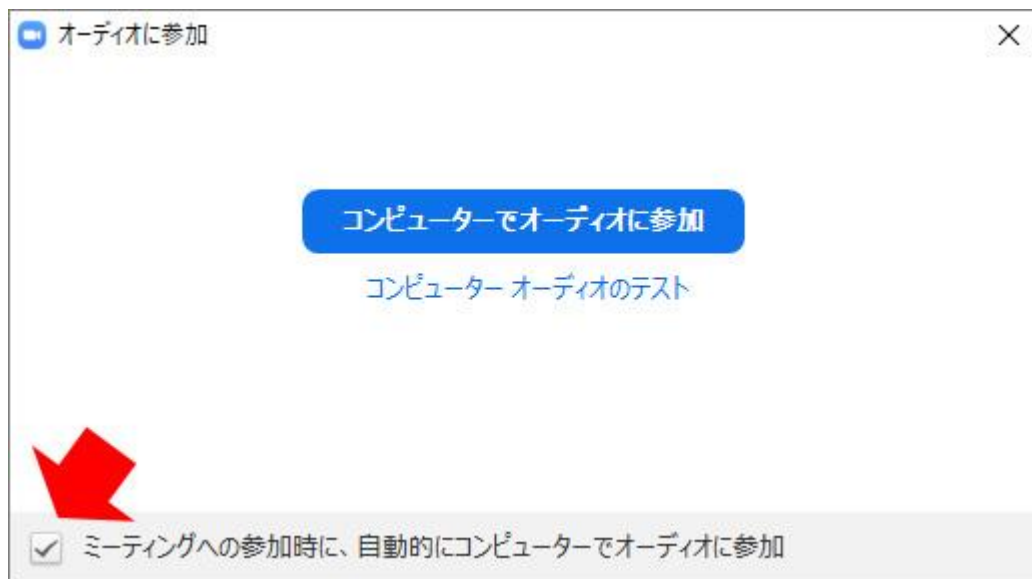 オーディオに参加
コンピューターでオーディオに参加
コンピューター オーディオのテスト
ミーティングへの参加時に、自動的にコンピューターでオーディオに参加